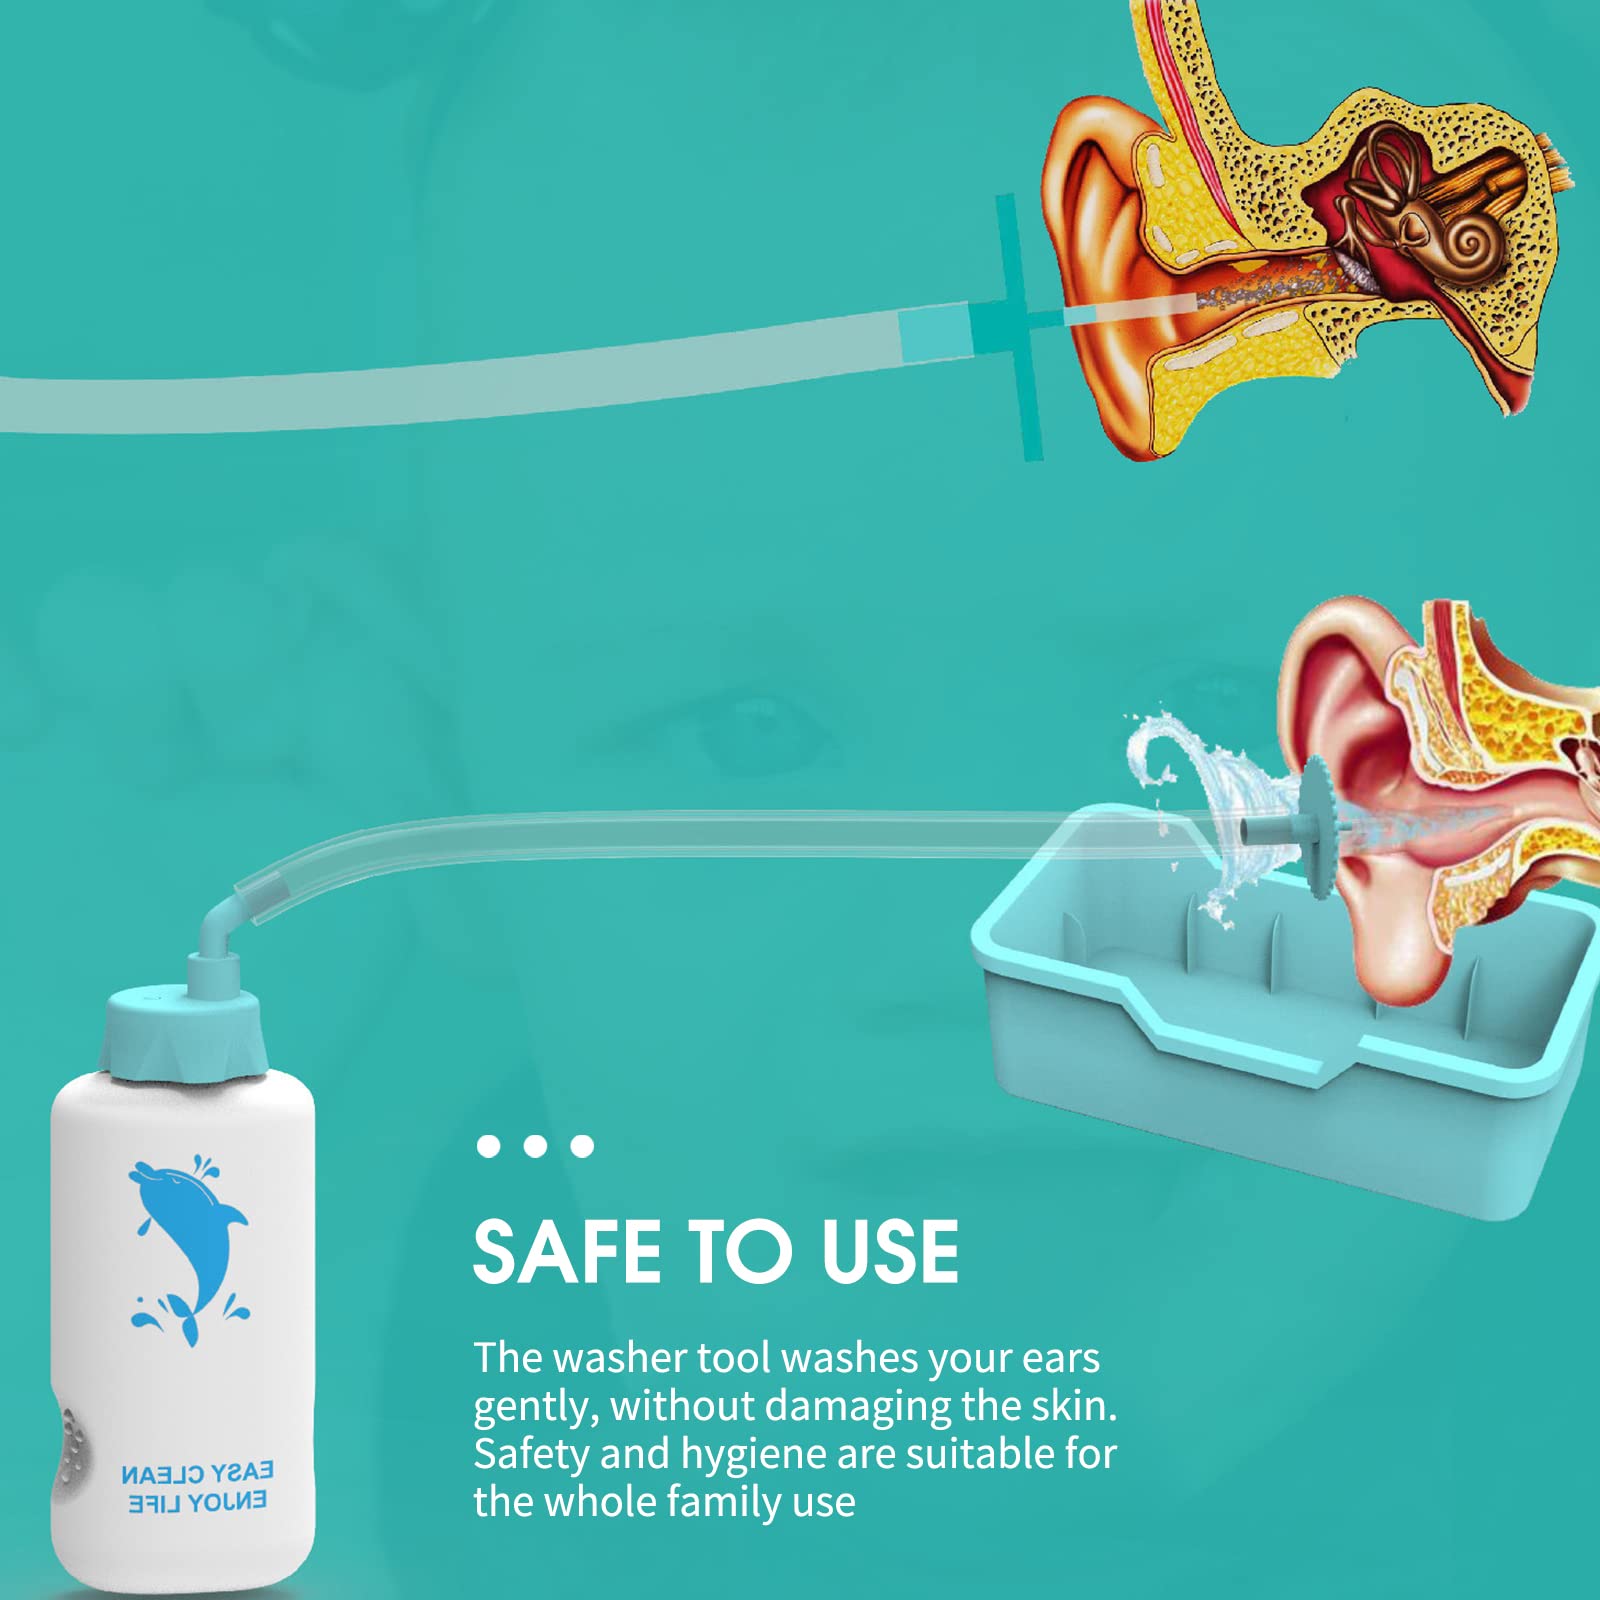 SAFE TO USE
The washer tool washes your ears
gently, without damaging the skin.
Safety and hygiene are suitable for
the whole family use
EASY CLEAN
ENJOY LIFE